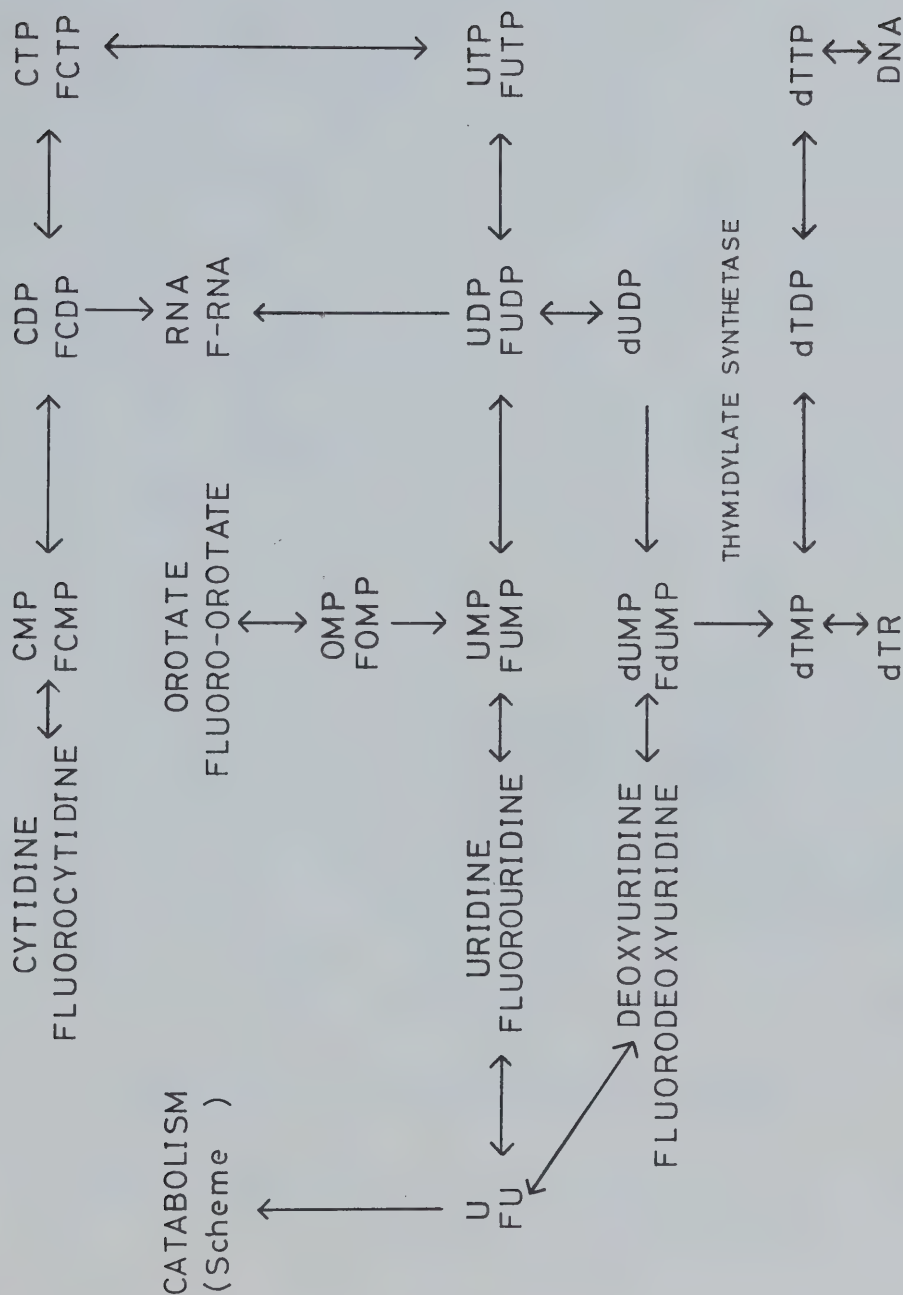 CYTIDINE
FLUOROCYTIDINE
CMP
FCMP
CDP
FCDP
CTP
FCTP
CATABOLISM
(Scheme )
OROTATE
FLUORO-OROTATE
RNA
F-RNA
OMP
FOMP
U
FU
URIDINE
FLUOROURIDINE
UMP
FUMP
UDP
FUDP
UTP
FUTP
DEOXYURIDINE
FLUORODEOXYURIDINE
dUMP
FdUMP
dUDP
THYMIDYLATE SYNTHETASE
dTMP
dTDP
dTTP
dTR
DNA